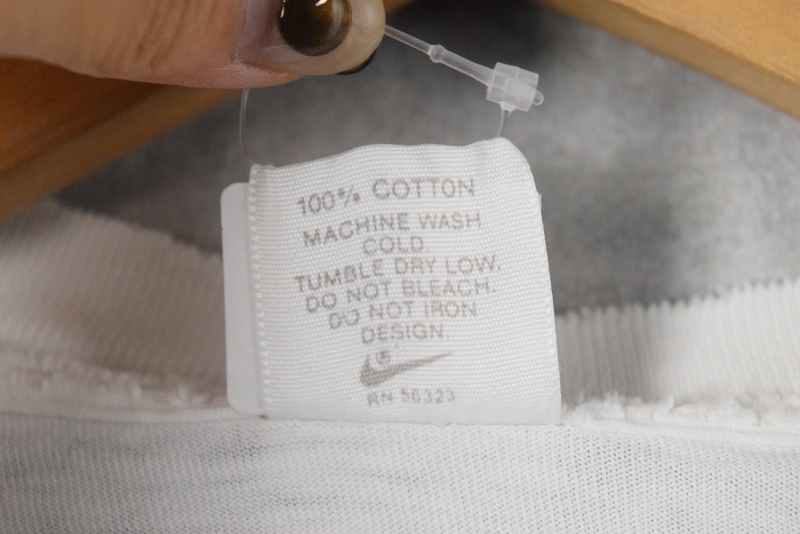 100% COTTON
MACHINE WASH
COLD.
TUMBLE DRY LOW.
DO NOT BLEACH.
DO NOT IRON
DESIGN.
RN 56323